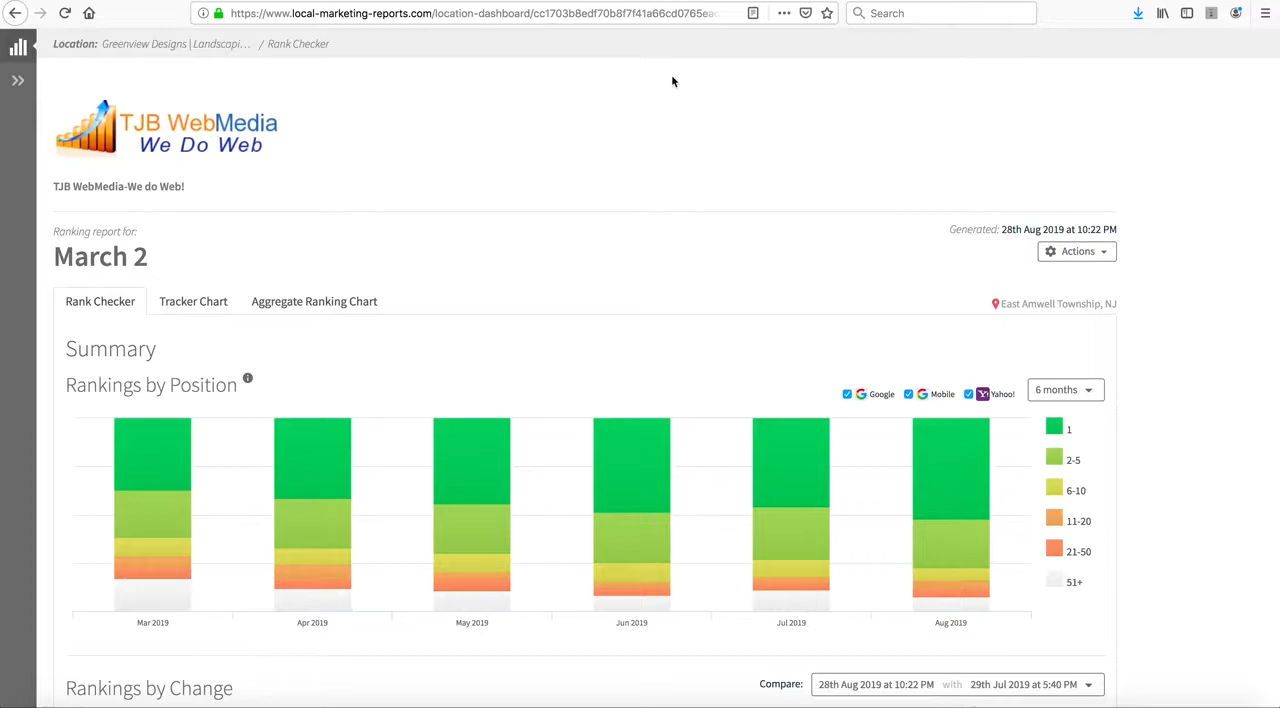 https://www.local-marketing-reports.com/location-dashboard/cc1703b8edf70b8f7f41a66cd0765eac
Search
Location: Greenview Designs | Landscapi... / Rank Checker
TJB WebMedia
We Do Web
TJB WebMedia-We do Web!
Ranking report for:
Generated: 28th Aug 2019 at 10:22 PM
March 2
Actions
Rank Checker
Tracker Chart
Aggregate Ranking Chart
East Amwell Township, NJ
Summary
Rankings by Position
Google
Mobile
Yahoo!
6 months
1
2-5
6-10
11-20
21-50
51+
Mar 2019
Apr 2019
May 2019
Jun 2019
Jul 2019
Aug 2019
Rankings by Change
Compare: 28th Aug 2019 at 10:22 PM with 29th Jul 2019 at 5:40 PM